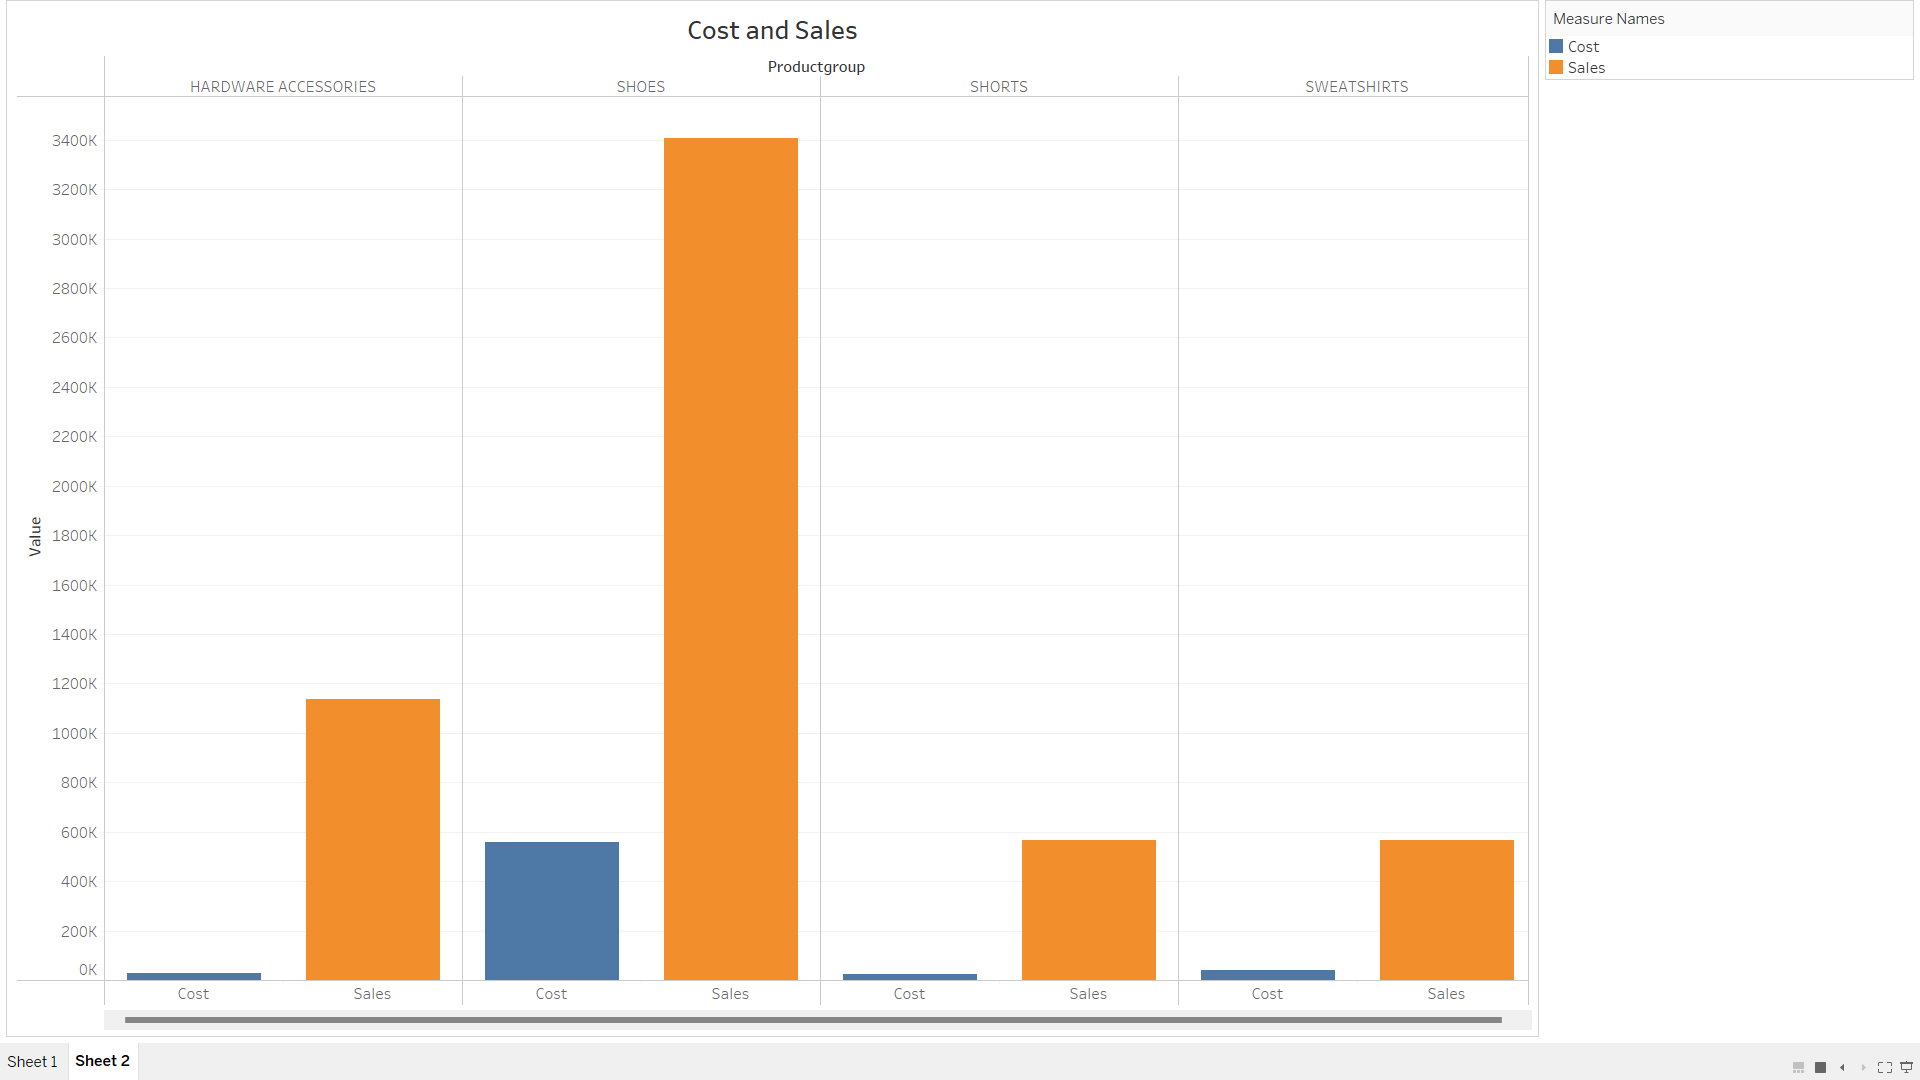 Cost and Sales
Measure Names
Cost
Sales
Productgroup
HARDWARE ACCESSORIES
SHOES
SHORTS
SWEATSHIRTS
Value
3400K
3200K
3000K
2800K
2600K
2400K
2200K
2000K
1800K
1600K
1400K
1200K
1000K
800K
600K
400K
200K
0K
Cost Sales Cost Sales Cost Sales Cost Sales
Sheet 1 Sheet 2